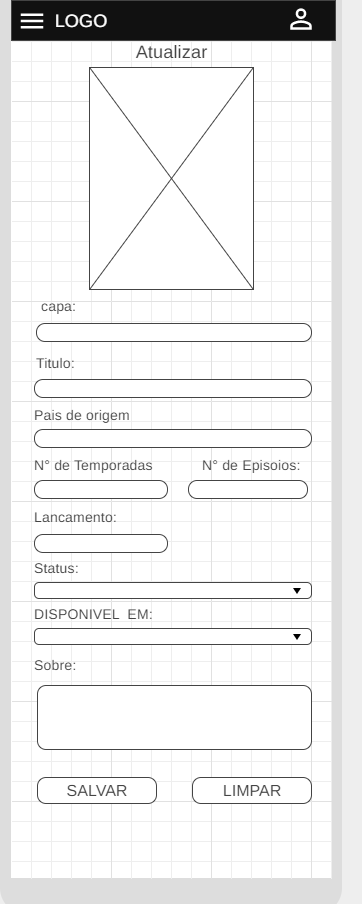 LOGO
Atualizar
capa:
Titulo:
Pais de origem
N° de Temporadas N° de Episoios:
Lancamento:
Status:
DISPONIVEL EM:
Sobre:
SALVAR LIMPAR